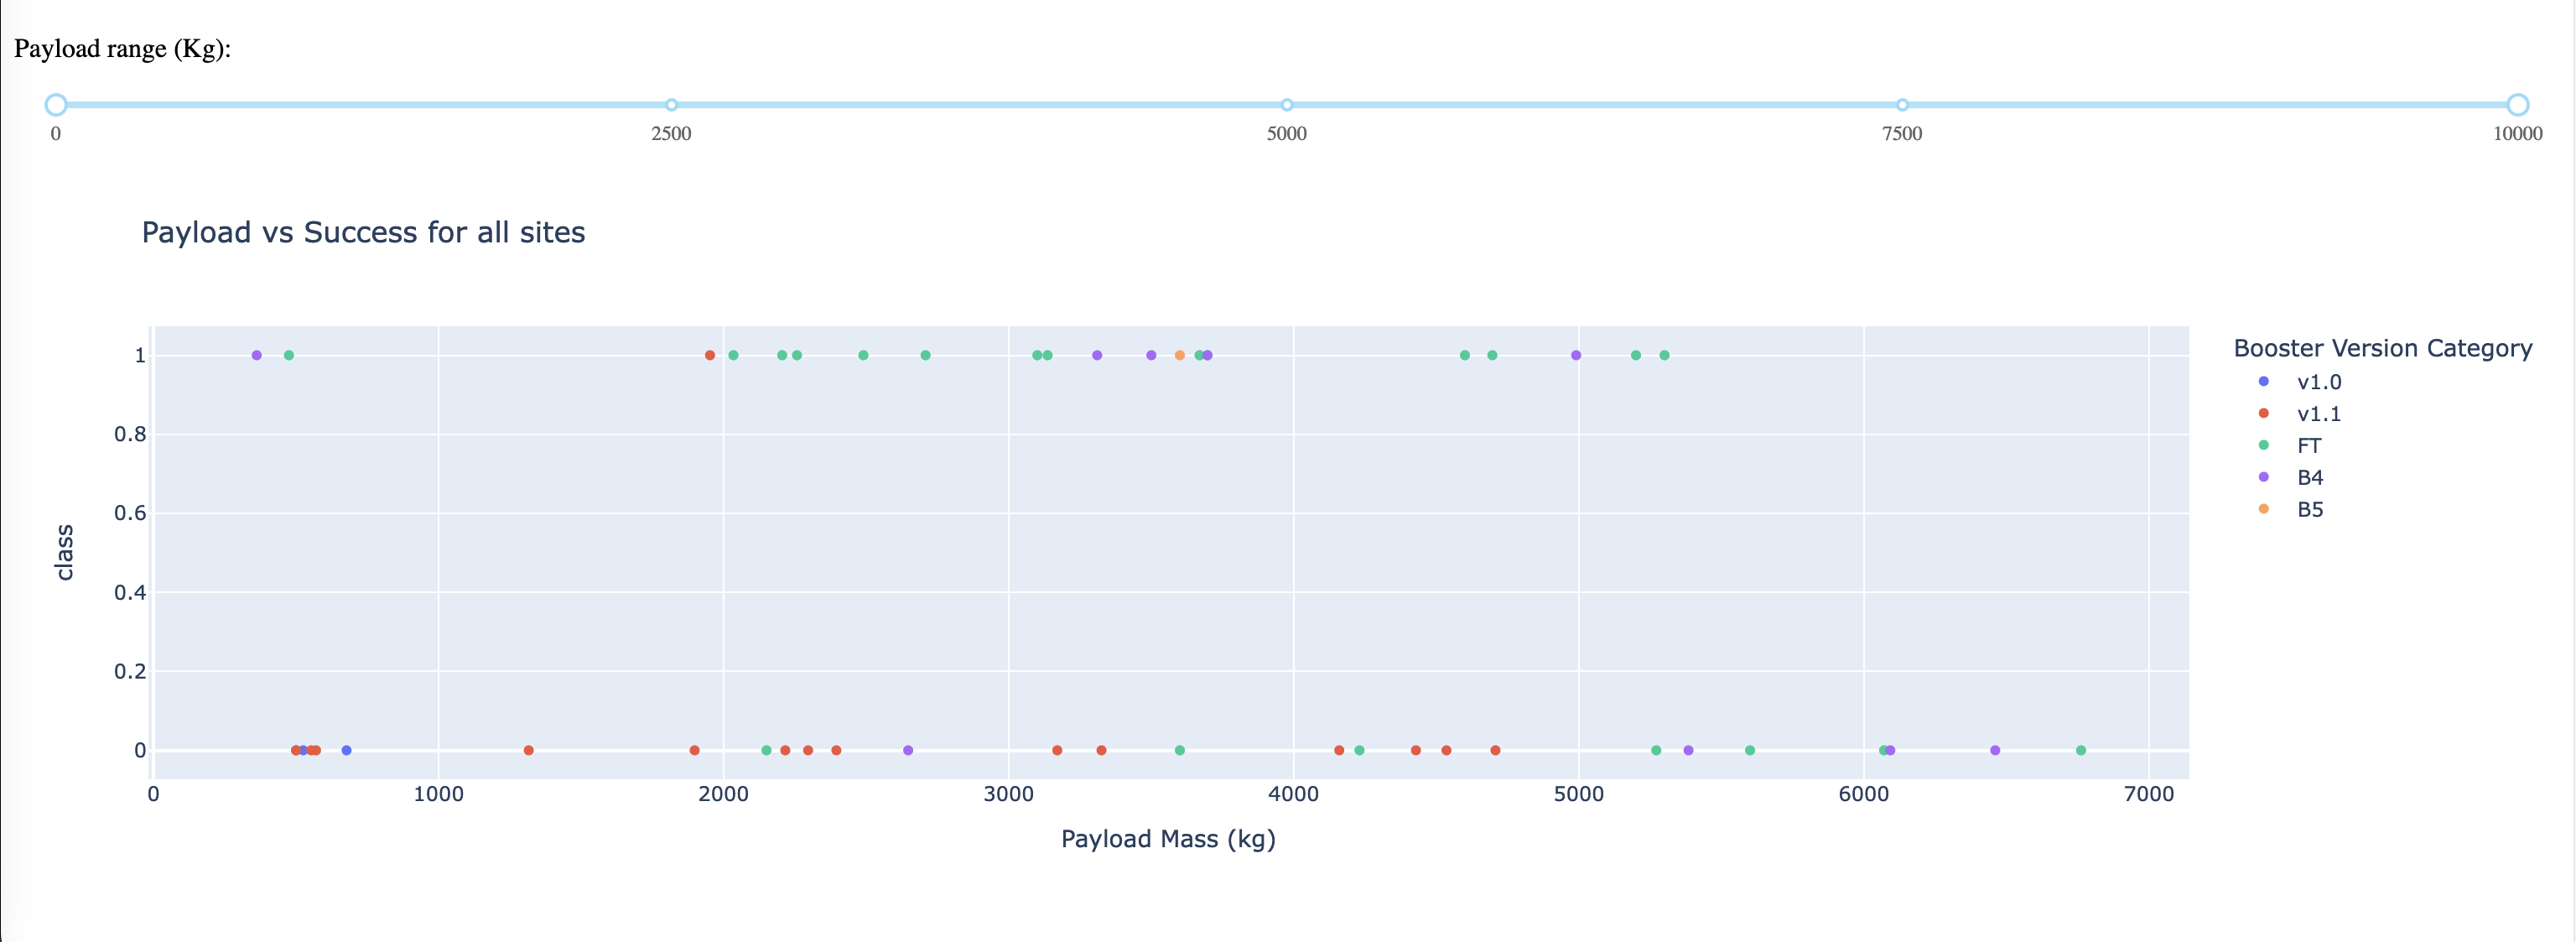 Payload range (Kg):
0 2500 5000 7500 10000
Payload vs Success for all sites
Booster Version Category
v1.0
v1.1
FT
B4
B5
1
0.8
0.6
0.4
0.2
0
class
0 1000 2000 3000 4000 5000 6000 7000
Payload Mass (kg)